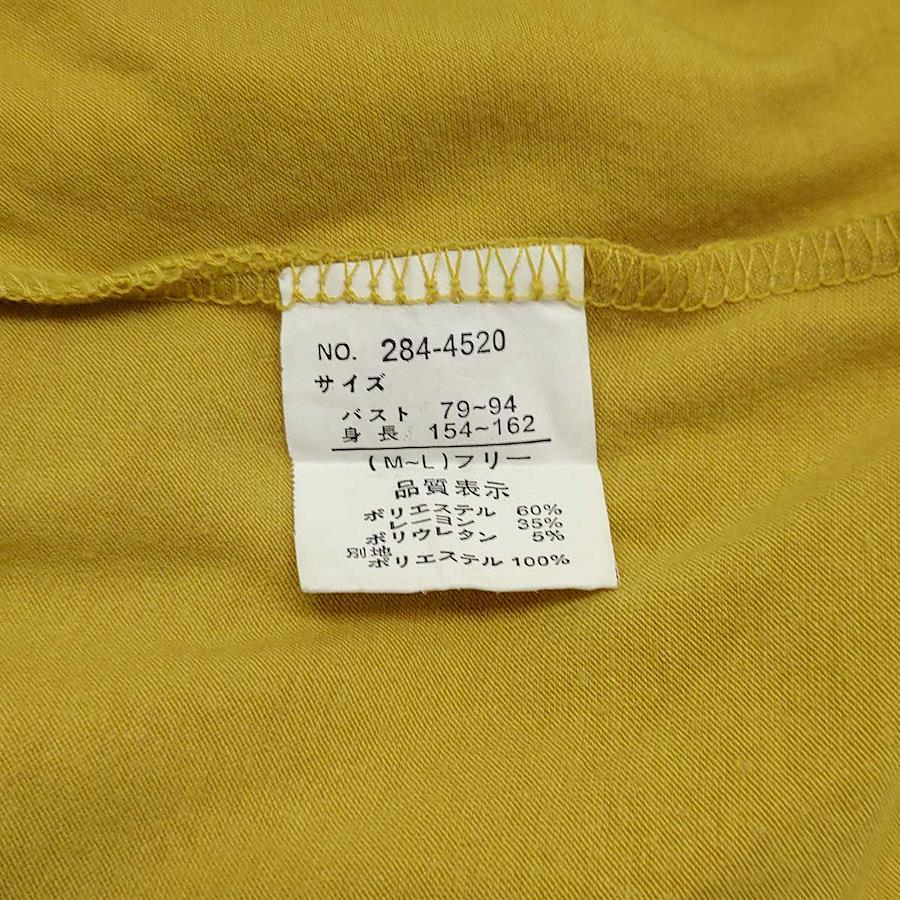 NO. 284-4520
サイズ
バスト 79~94
身長 154~162
(M~L)フリー
品質表示
ポリエステル 60%
レーヨン 35%
ポリウレタン 5%
別地
ポリエステル 100%